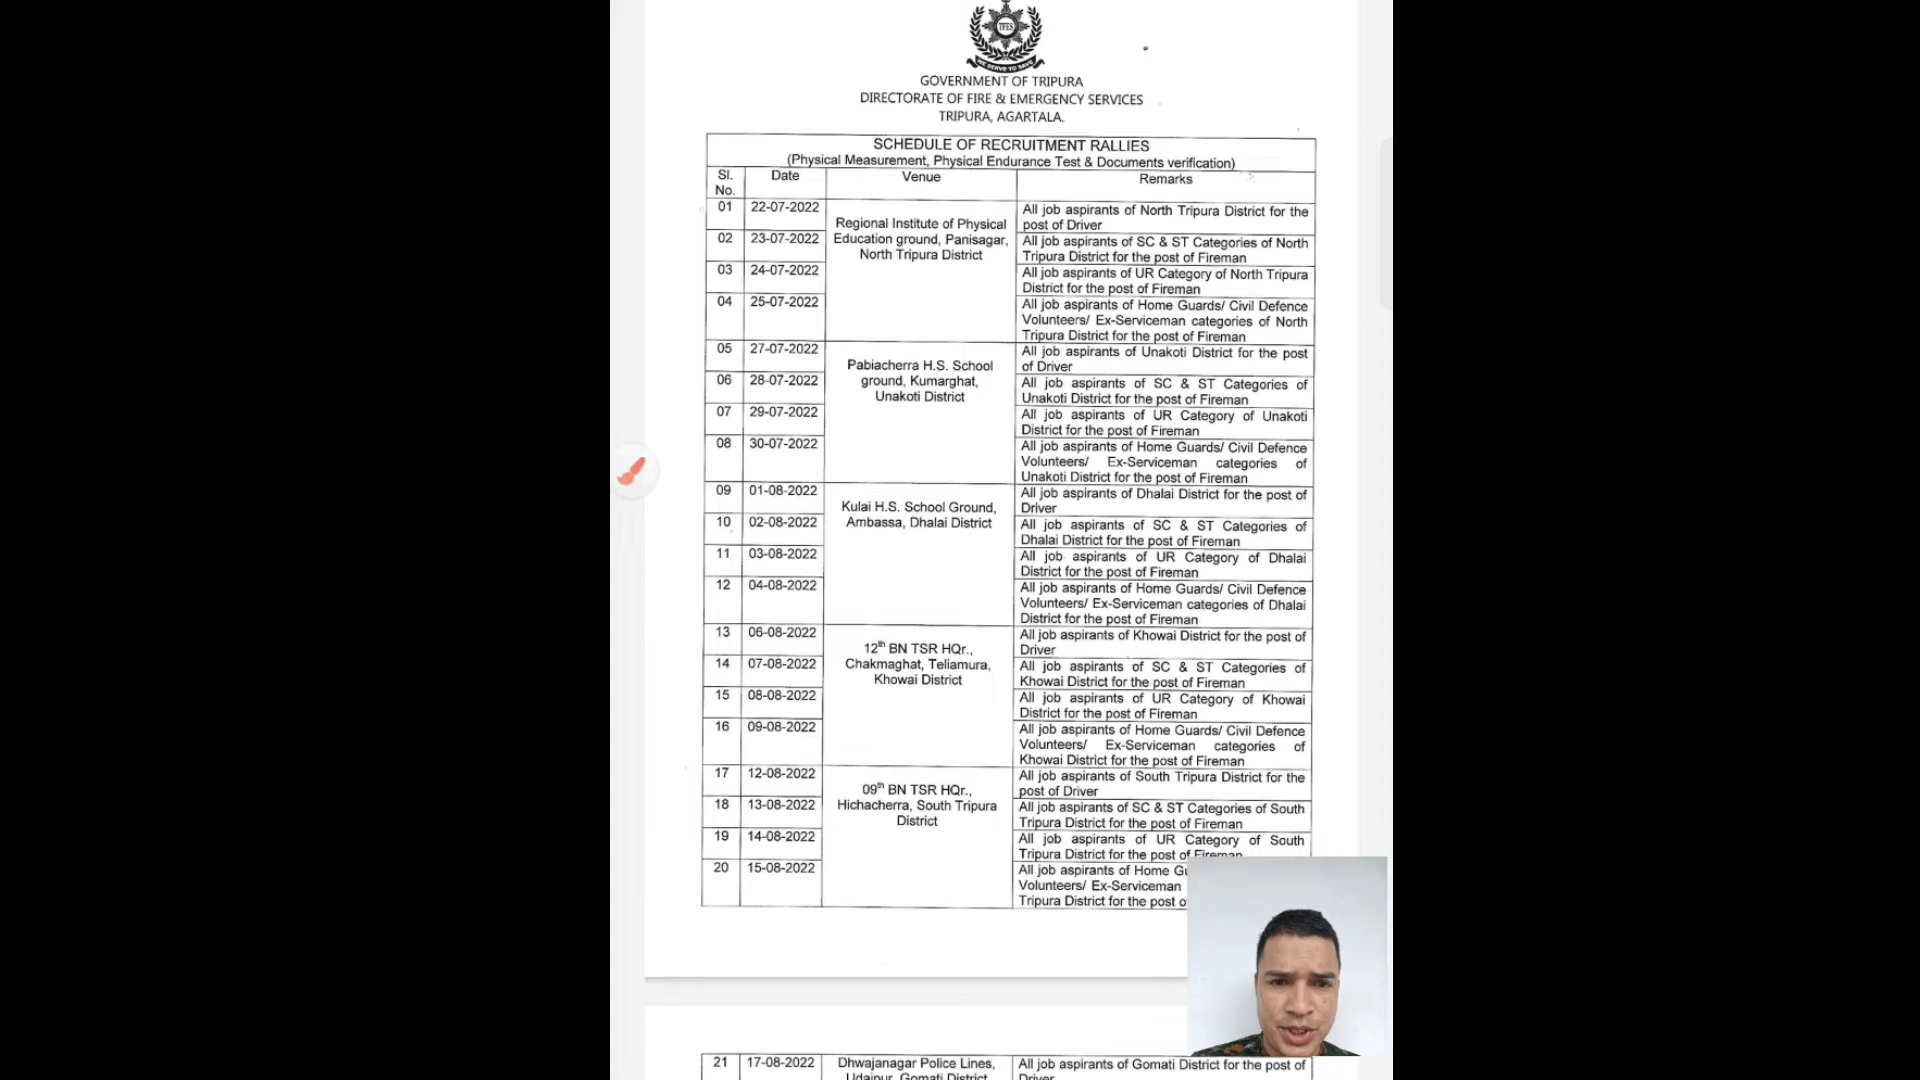 TFES
WE SERVE TO SAVE
GOVERNMENT OF TRIPURA
DIRECTORATE OF FIRE & EMERGENCY SERVICES
TRIPURA, AGARTALA.
SCHEDULE OF RECRUITMENT RALLIES
(Physical Measurement, Physical Endurance Test & Documents verification)
Sl. No. Date Venue Remarks
01 22-07-2022 Regional Institute of Physical Education ground, Panisagar, North Tripura District
All job aspirants of North Tripura District for the
post of Driver
02 23-07-2022 All job aspirants of SC & ST Categories of North
Tripura District for the post of Fireman
03 24-07-2022 All job aspirants of UR Category of North Tripura
District for the post of Fireman
04 25-07-2022 All job aspirants of Home Guards/ Civil Defence
Volunteers/ Ex-Serviceman categories of North
Tripura District for the post of Fireman
05 27-07-2022 Pabiacherra H.S. School ground, Kumarghat, Unakoti District
All job aspirants of Unakoti District for the post
of Driver
06 28-07-2022 All job aspirants of SC & ST Categories of
Unakoti District for the post of Fireman
07 29-07-2022 All job aspirants of UR Category of Unakoti
District for the post of Fireman
08 30-07-2022 All job aspirants of Home Guards/ Civil Defence
Volunteers/ Ex-Serviceman categories of
Unakoti District for the post of Fireman
09 01-08-2022 Kulai H.S. School Ground, Ambassa, Dhalai District
All job aspirants of Dhalai District for the post of
Driver
10 02-08-2022 All job aspirants of SC & ST Categories of
Dhalai District for the post of Fireman
11 03-08-2022 All job aspirants of UR Category of Dhalai
District for the post of Fireman
12 04-08-2022 All job aspirants of Home Guards/ Civil Defence
Volunteers/ Ex-Serviceman categories of Dhalai
District for the post of Fireman
13 06-08-2022 12th BN TSR HQr., Chakmaghat, Teliamura, Khowai District
All job aspirants of Khowai District for the post of
Driver
14 07-08-2022 All job aspirants of SC & ST Categories of
Khowai District for the post of Fireman
15 08-08-2022 All job aspirants of UR Category of Khowai
District for the post of Fireman
16 09-08-2022 All job aspirants of Home Guards/ Civil Defence
Volunteers/ Ex-Serviceman categories of
Khowai District for the post of Fireman
17 12-08-2022 09th BN TSR HQr., Hichacherra, South Tripura District
All job aspirants of South Tripura District for the
post of Driver
18 13-08-2022 All job aspirants of SC & ST Categories of South
Tripura District for the post of Fireman
19 14-08-2022 All job aspirants of UR Category of South
Tripura District for the post of Fireman
20 15-08-2022 All job aspirants of Home
Volunteers/ Ex-Serviceman
Tripura District for the post
21 17-08-2022 Dhwajanagar Police Lines, Udaipur, Gomati District
All job aspirants of Gomati District for the post of
Driver